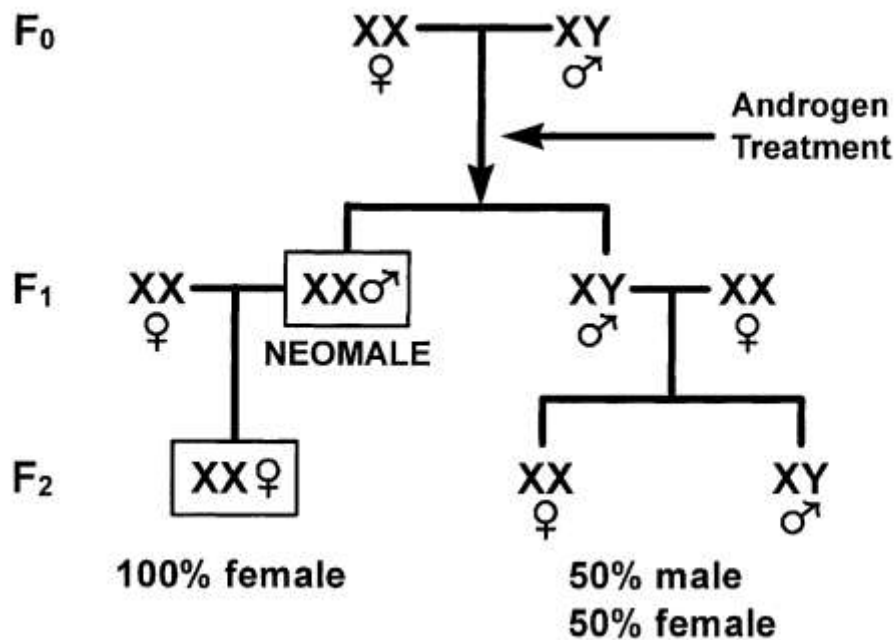 F₀ XX XY
♀ ♂
Androgen
Treatment
F₁ XX XX♂ XY XX
♀ ♂ ♀
NEOMALE
F₂ XX♀ XX XY
♀ ♂
100% female 50% male
50% female